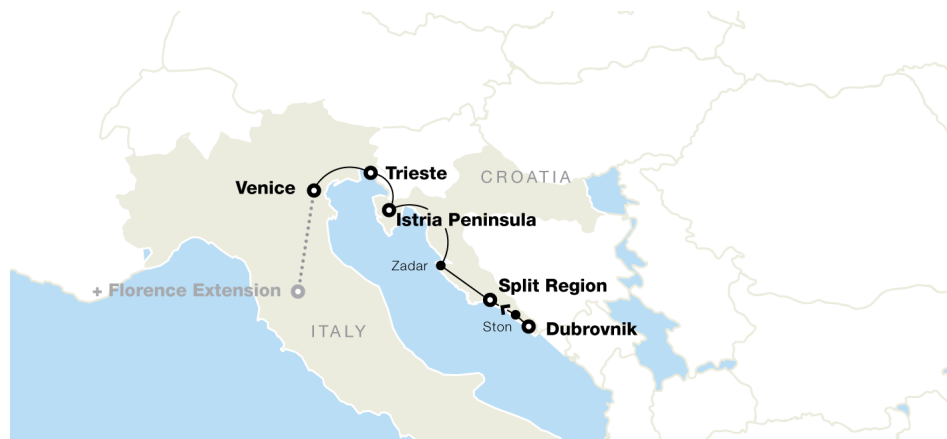 CROATIA
Trieste
Venice
Istria Peninsula
Zadar
Split Region
+ Florence Extension
Ston
Dubrovnik
ITALY